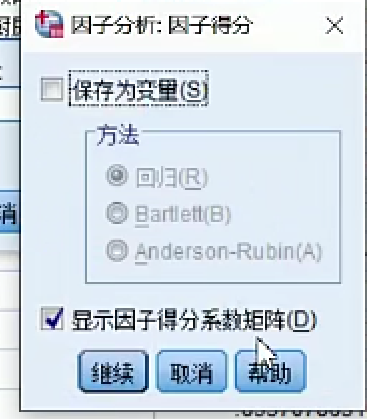 因子分析: 因子得分
保存为变量(S)
方法
回归(R)
Bartlett(B)
Anderson-Rubin(A)
显示因子得分系数矩阵(D)
继续
取消
帮助
消